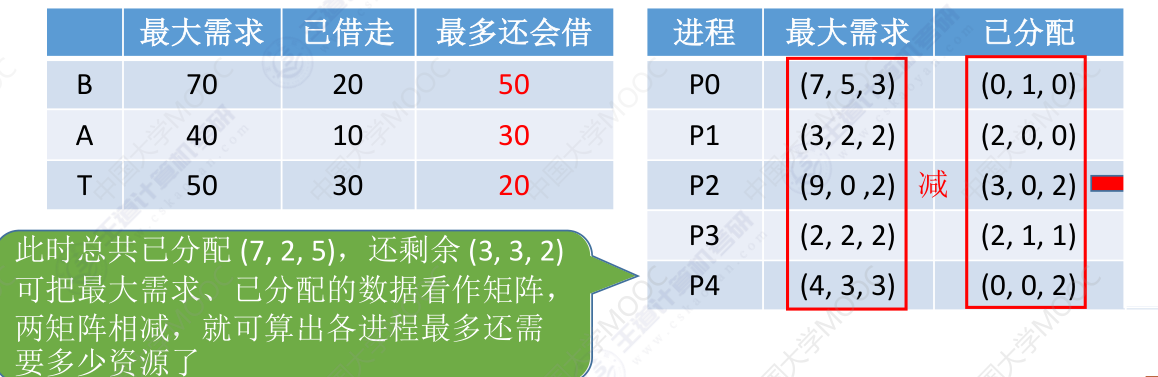 最大需求 已借走 最多还会借
B 70 20 50
A 40 10 30
T 50 30 20
进程 最大需求 已分配
P0 (7, 5, 3) (0, 1, 0)
P1 (3, 2, 2) (2, 0, 0)
P2 (9, 0 ,2) 减 (3, 0, 2)
P3 (2, 2, 2) (2, 1, 1)
P4 (4, 3, 3) (0, 0, 2)
此时总共已分配 (7, 2, 5)，还剩余 (3, 3, 2)
可把最大需求、已分配的数据看作矩阵，
两矩阵相减，就可算出各进程最多还需
要多少资源了